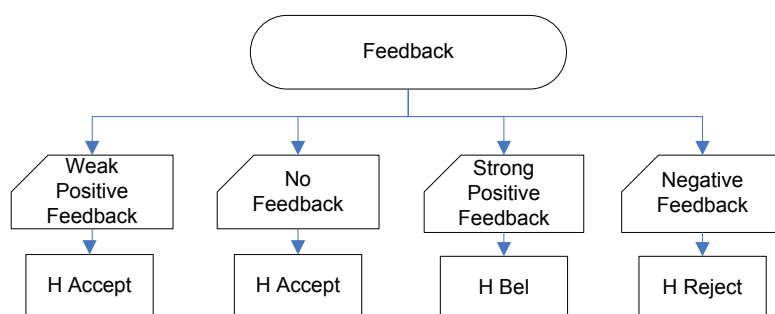 Feedback
Weak
Positive
Feedback
No
Feedback
Strong
Positive
Feedback
Negative
Feedback
H Accept
H Accept
H Bel
H Reject